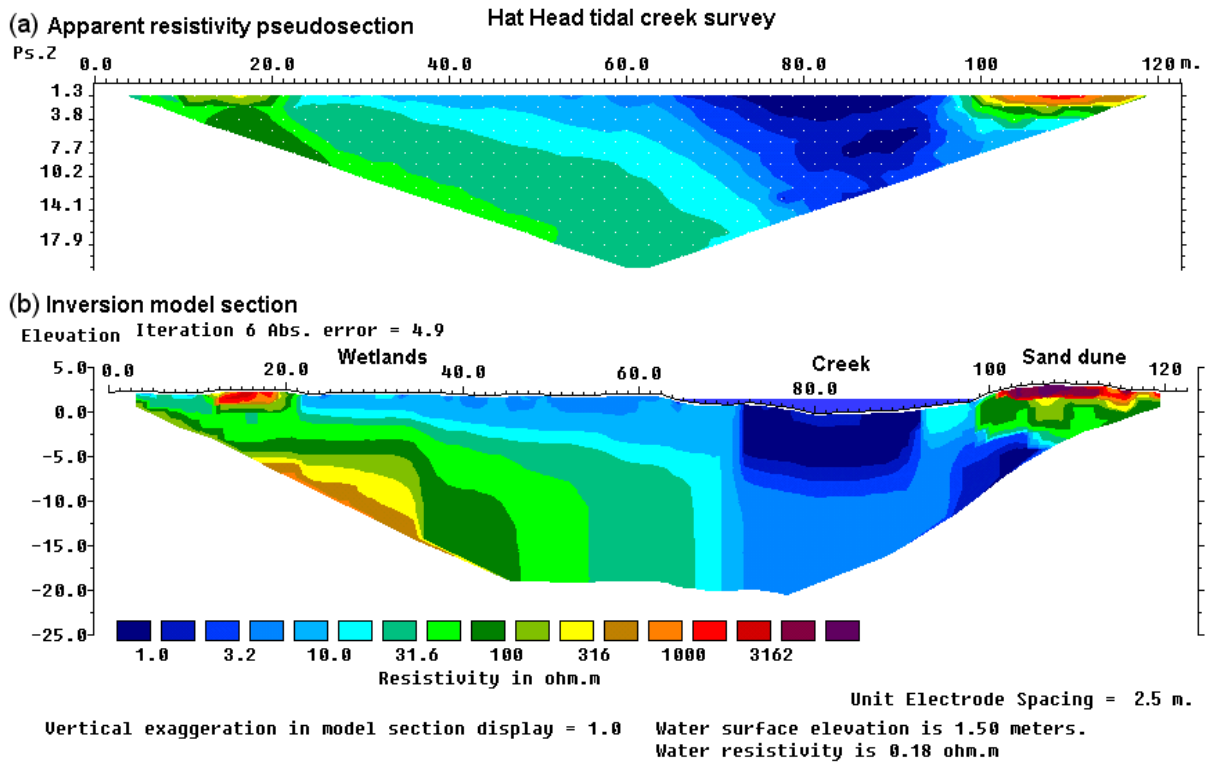 (a) Apparent resistivity pseudosection
Hat Head tidal creek survey
Ps.Z
0.0 20.0 40.0 60.0 80.0 100 120 m.
1.3
3.8
7.7
10.2
14.1
17.9
(b) Inversion model section
Elevation Iteration 6 Abs. error = 4.9
Wetlands Creek Sand dune
0.0 20.0 40.0 60.0 80.0 100 120
5.0
0.0
-5.0
-10.0
-15.0
-20.0
-25.0
1.0 3.2 10.0 31.6 100 316 1000 3162
Resistivity in ohm.m
Unit Electrode Spacing = 2.5 m.
Vertical exaggeration in model section display = 1.0 Water surface elevation is 1.50 meters.
Water resistivity is 0.18 ohm.m